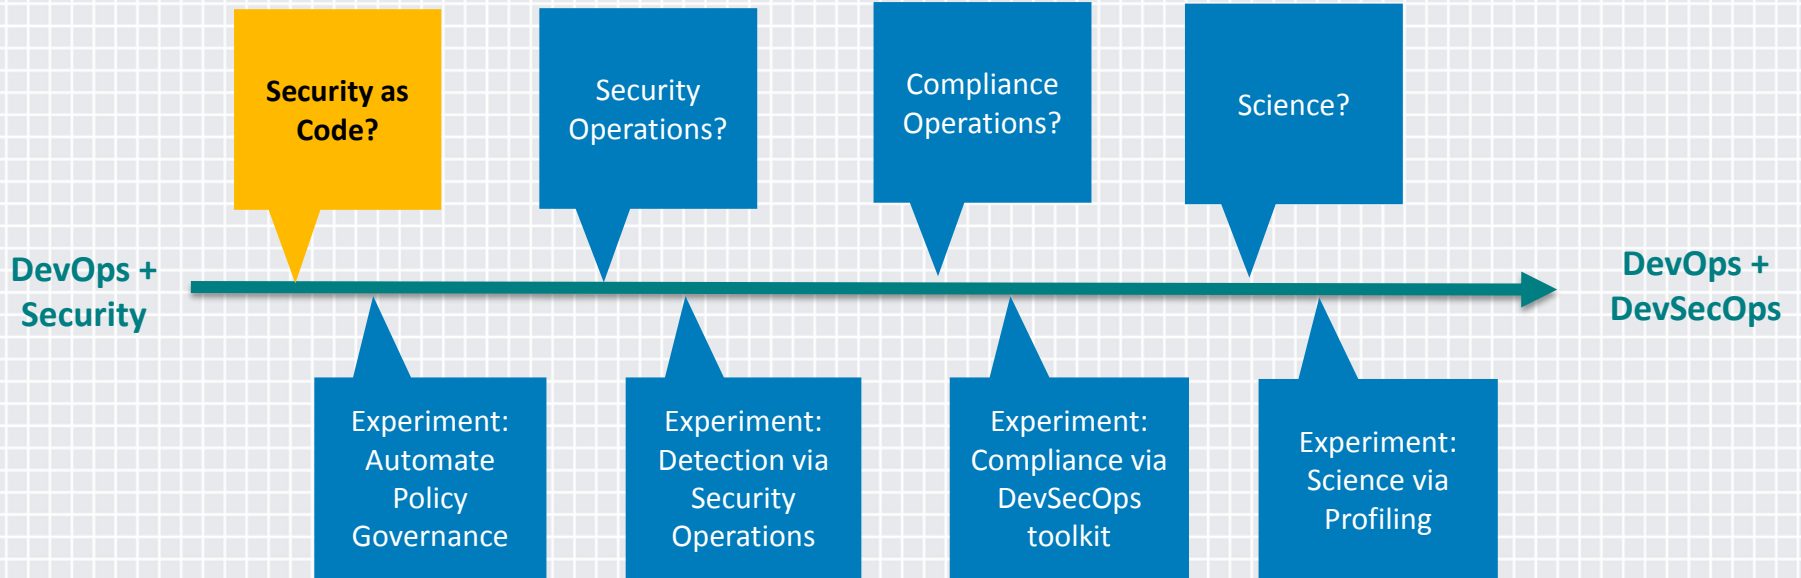 Security as
Code?
Security
Operations?
Compliance
Operations?
Science?
DevOps +
Security
DevOps +
DevSecOps
Experiment:
Automate
Policy
Governance
Experiment:
Detection via
Security
Operations
Experiment:
Compliance via
DevSecOps
toolkit
Experiment:
Science via
Profiling